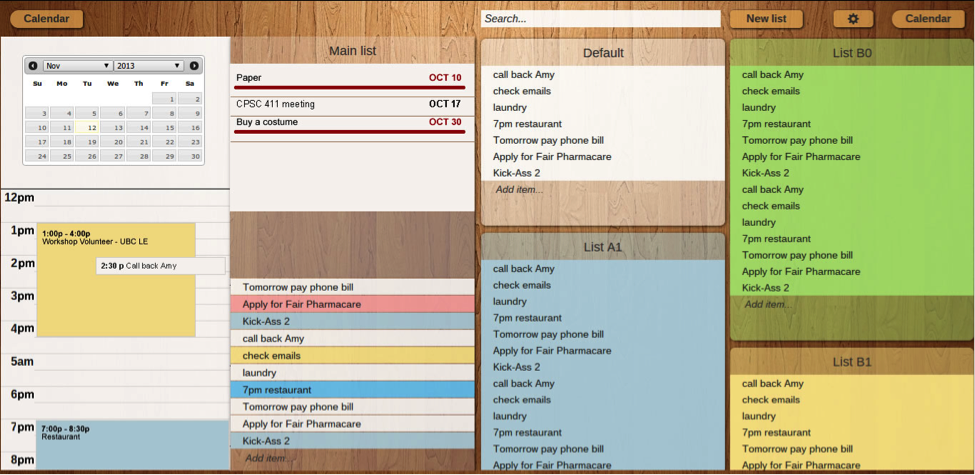 Calendar
Search...
New list
Calendar
Nov
2013
Su Mo Tu We Th Fr Sa
1 2
3 4 5 6 7 8 9
10 11 12 13 14 15 16
17 18 19 20 21 22 23
24 25 26 27 28 29 30
12pm
1pm
1:00p - 4:00p
Workshop Volunteer - UBC LE
2pm
2:30 p Call back Amy
3pm
4pm
5am
6pm
7pm
7:00p - 8:30p
Restaurant
8pm
Main list
Paper OCT 10
CPSC 411 meeting OCT 17
Buy a costume OCT 30
Tomorrow pay phone bill
Apply for Fair Pharmacare
Kick-Ass 2
call back Amy
check emails
laundry
7pm restaurant
Tomorrow pay phone bill
Apply for Fair Pharmacare
Kick-Ass 2
Add item...
Default
call back Amy
check emails
laundry
7pm restaurant
Tomorrow pay phone bill
Apply for Fair Pharmacare
Kick-Ass 2
Add item...
List A1
call back Amy
check emails
laundry
7pm restaurant
Tomorrow pay phone bill
Apply for Fair Pharmacare
Kick-Ass 2
call back Amy
check emails
laundry
7pm restaurant
Tomorrow pay phone bill
Apply for Fair Pharmacare
List B0
call back Amy
check emails
laundry
7pm restaurant
Tomorrow pay phone bill
Apply for Fair Pharmacare
Kick-Ass 2
call back Amy
check emails
laundry
7pm restaurant
Tomorrow pay phone bill
Apply for Fair Pharmacare
Kick-Ass 2
Add item...
List B1
call back Amy
check emails
laundry
7pm restaurant
Tomorrow pay phone bill
Apply for Fair Pharmacare